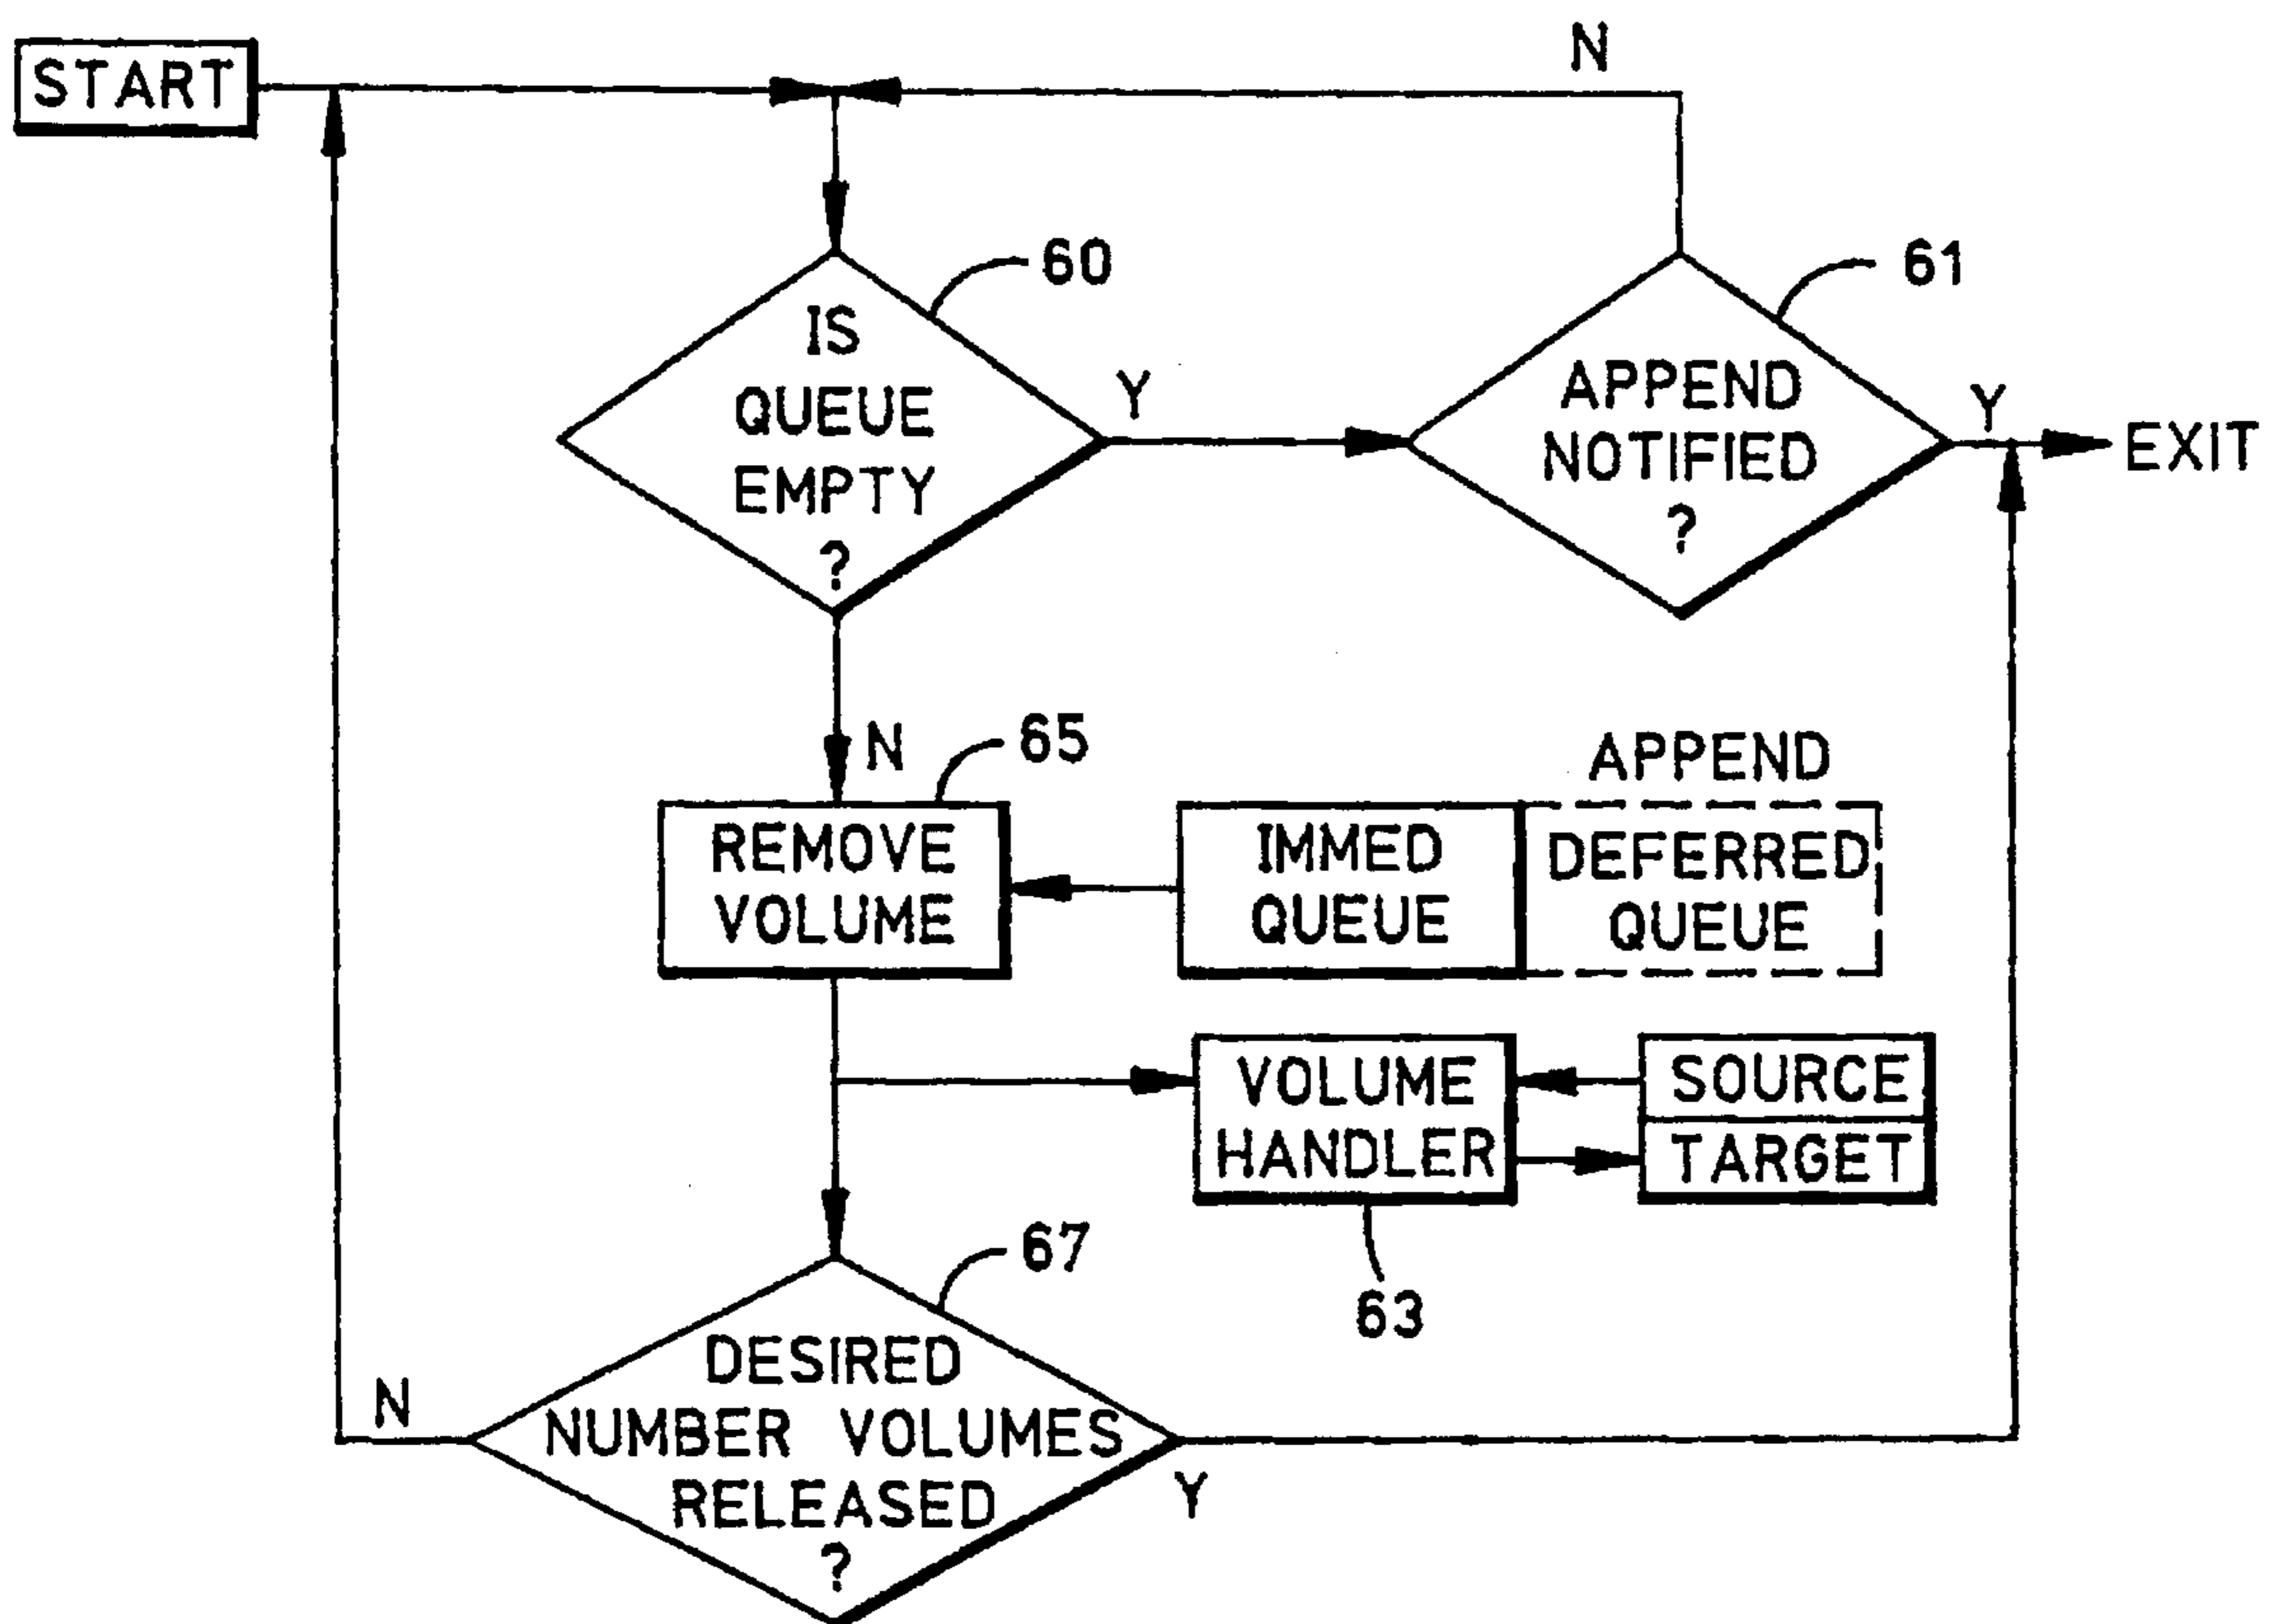 START
N
60
61
IS
QUEUE
EMPTY
?
Y
APPEND
NOTIFIED
?
Y
EXIT
N
65
REMOVE
VOLUME
IMMED
QUEUE
APPEND
DEFERRED
QUEUE
VOLUME
HANDLER
SOURCE
TARGET
63
67
DESIRED
NUMBER VOLUMES
RELEASED
?
N
Y